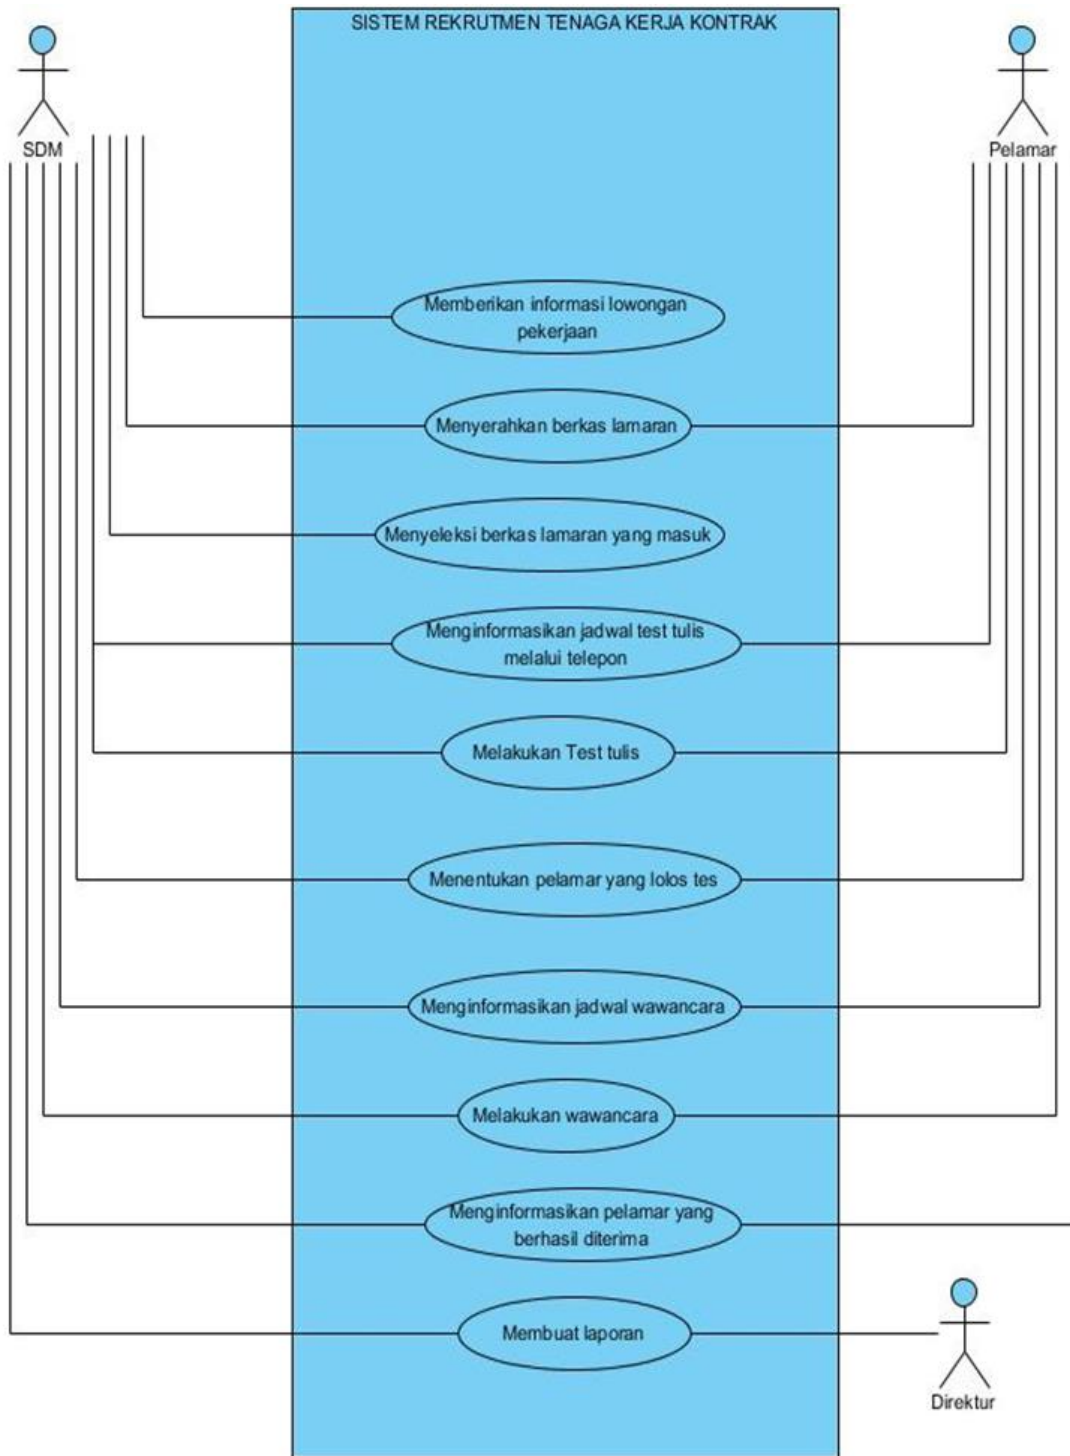 SISTEM REKRUTMEN TENAGA KERJA KONTRAK
SDM
Pelamar
Memberikan informasi lowongan
pekerjaan
Menyerahkan berkas lamaran
Menyeleksi berkas lamaran yang masuk
Menginformasikan jadwal test tulis
melalui telepon
Melakukan Test tulis
Menentukan pelamar yang lolos tes
Menginformasikan jadwal wawancara
Melakukan wawancara
Menginformasikan pelamar yang
berhasil diterima
Membuat laporan
Direktur